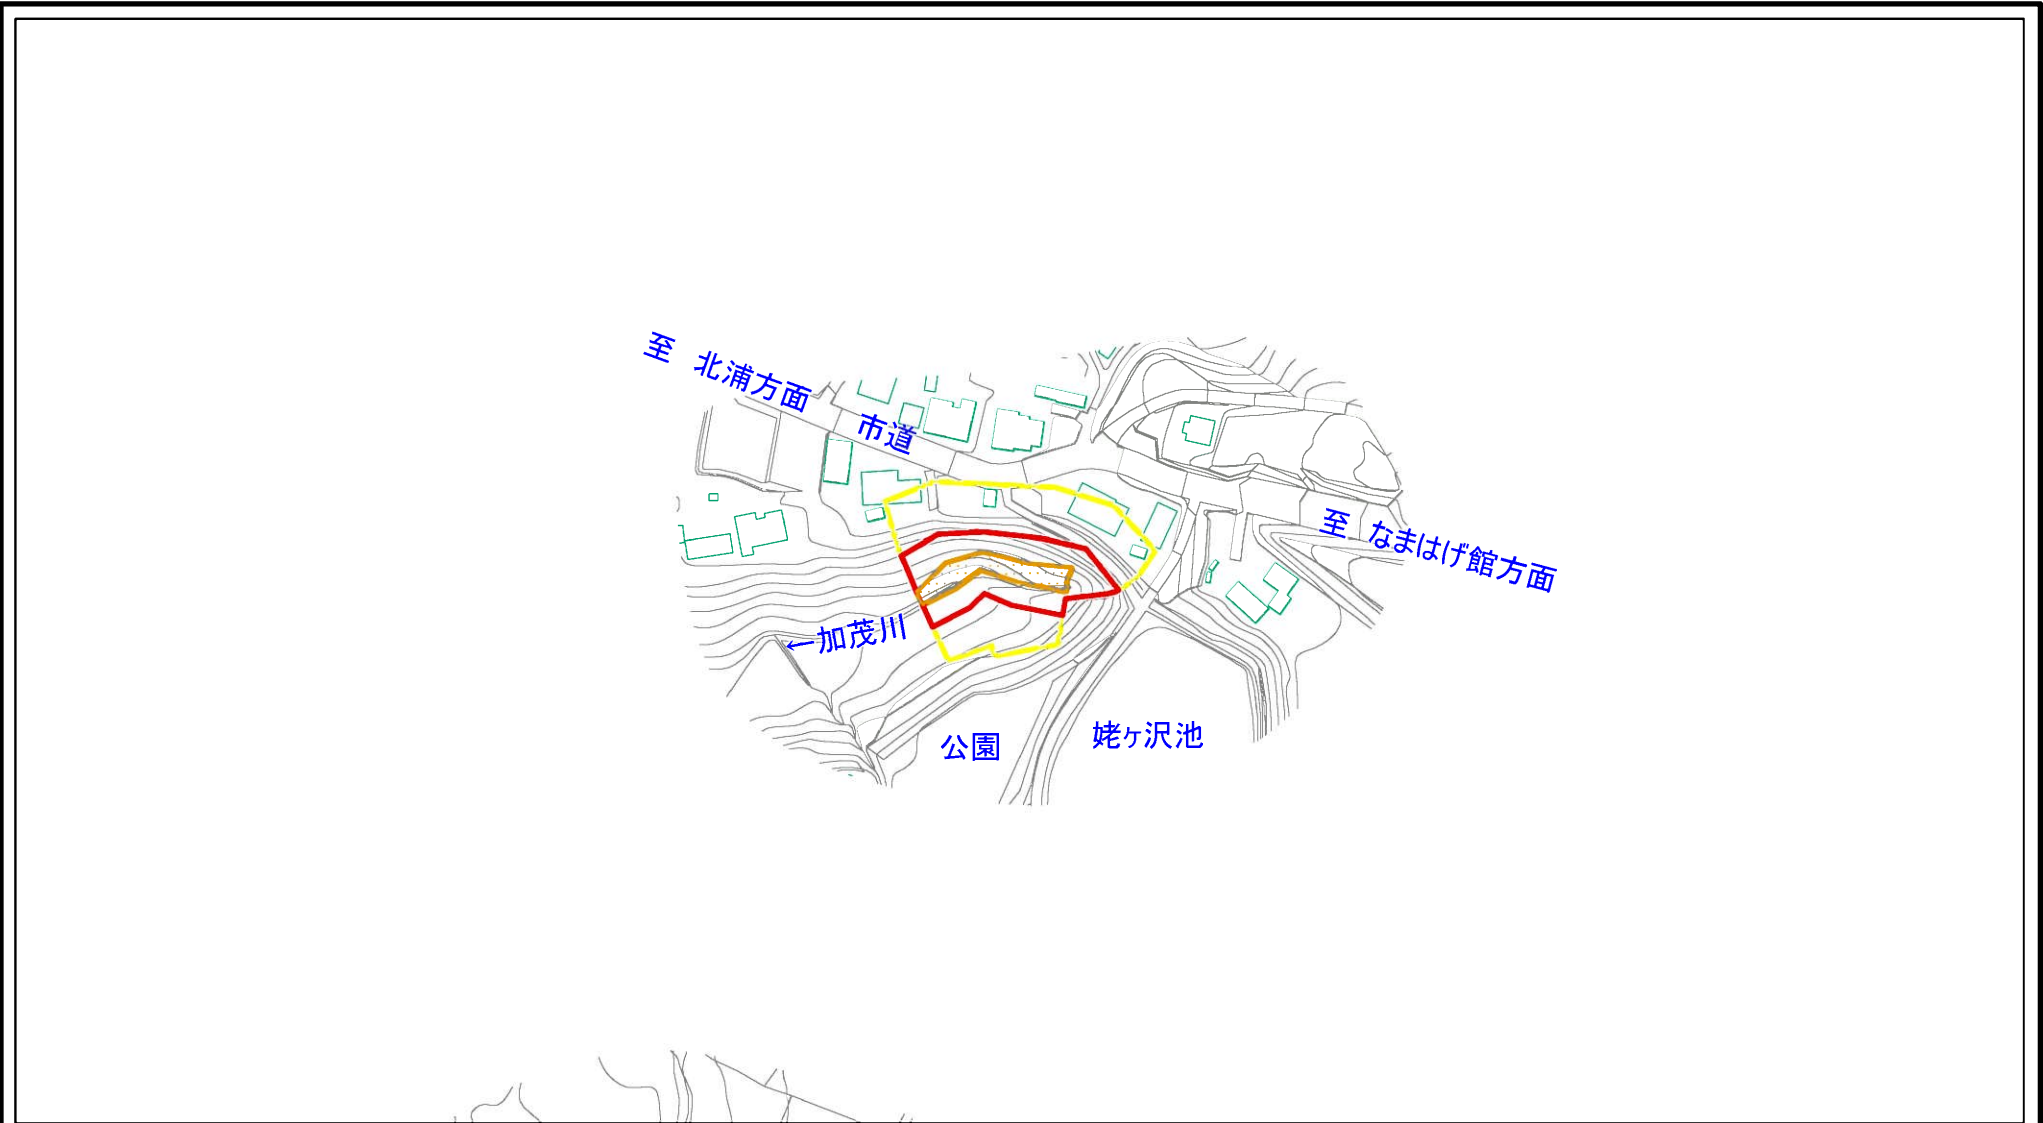 至　北浦方面
市道
至　なまはげ館方面
←加茂川
姥ヶ沢池
公園